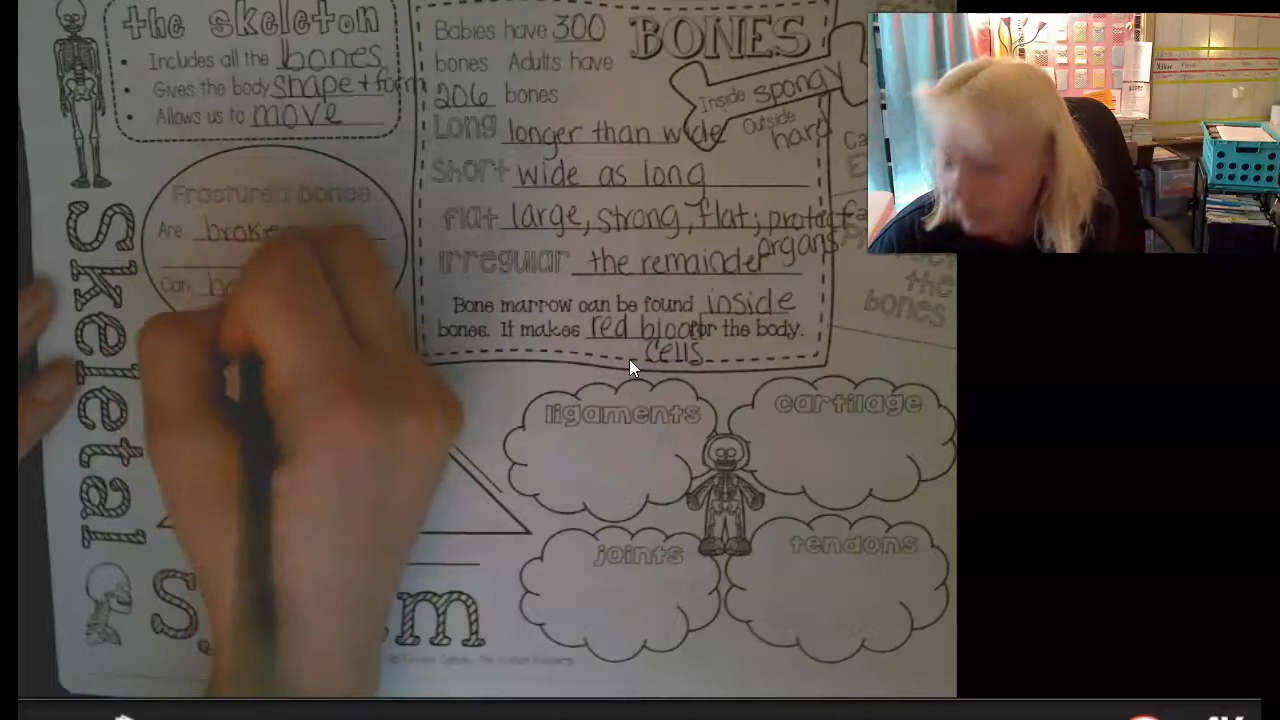 the skeleton
• Includes all the bones
• Gives the body shape + form
• Allows us to move
Fractured bone
Are broke
Can
Skeletal
BONES
Babies have 300
bones Adults have
206 bones
Inside spongy
Outside hard
Long longer than wide
short wide as long
flat large, strong, flat; protect organs
irregular the remainder
Bone marrow can be found inside
bones. It makes red blood cells for the body.
the
bones
ligaments
cartilage
joints
tendons